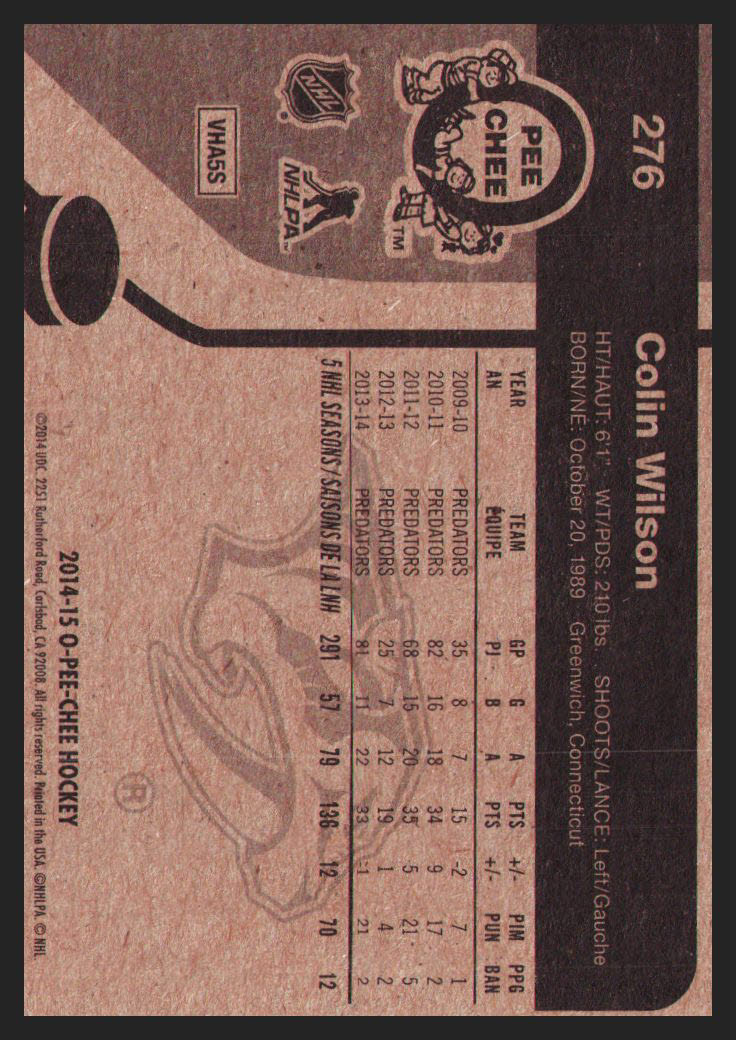 276
O
PEE
CHEE
TM
NHL
®
NHLPA™
VHA5S
Colin Wilson
HT/HAUT: 6'1" WT/PDS: 210 lbs. SHOOTS/LANCE: Left/Gauche
BORN/NE: October 20, 1989 Greenwich, Connecticut
YEAR TEAM GP G A PTS +/- PIM PPG
AN ÉQUIPE PJ B A PTS +/- PUN BAN
2009-10 PREDATORS 35 8 7 15 -2 7 1
2010-11 PREDATORS 82 16 18 34 9 17 2
2011-12 PREDATORS 68 15 20 35 5 21 5
2012-13 PREDATORS 25 7 12 19 1 4 2
2013-14 PREDATORS 81 11 22 33 -1 21 2
5 NHL SEASONS/SAISONS DE LA LNH 291 57 79 136 12 70 12
®
2014-15 O-PEE-CHEE HOCKEY
©2014 UDC. 2251 Rutherford Road, Carlsbad, CA 92008. All rights reserved. Printed in the USA. ©NHLPA. © NHL.